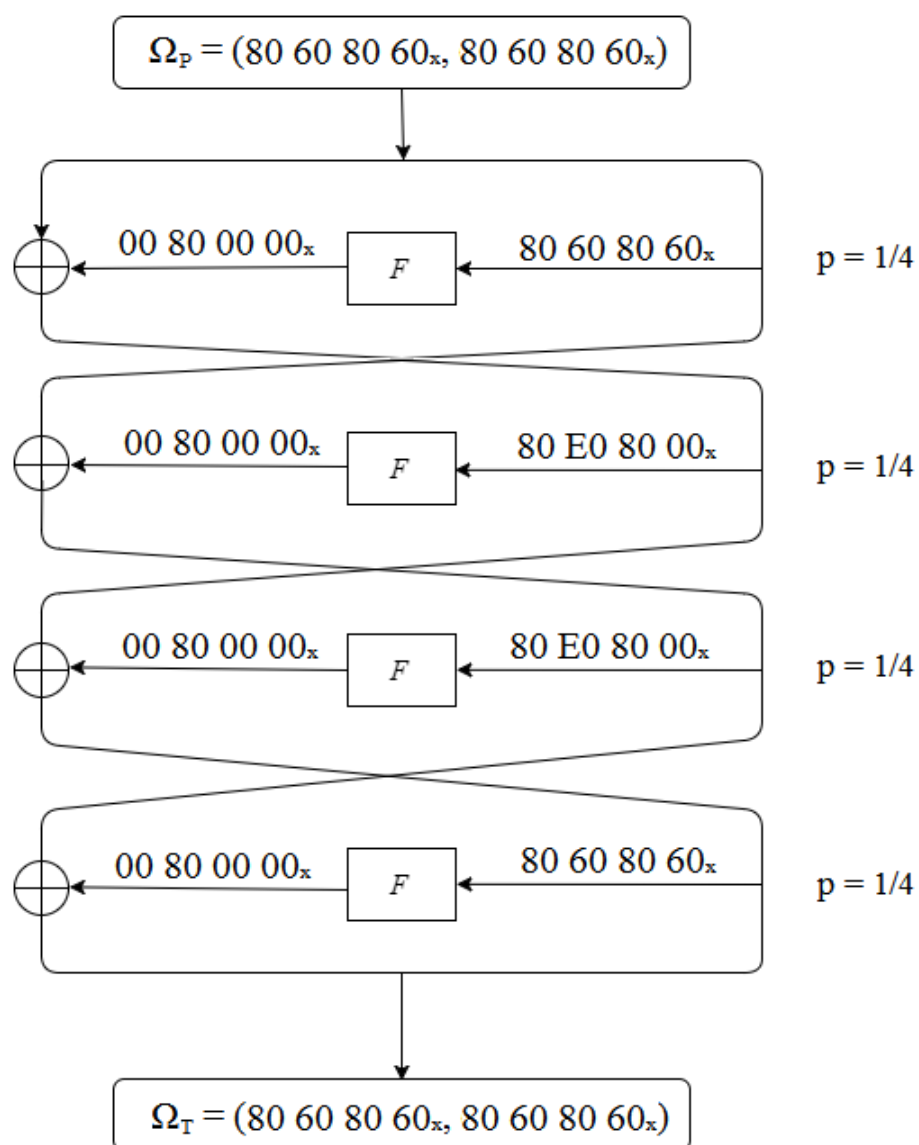 Ωₚ = (80 60 80 60ₓ, 80 60 80 60ₓ)
00 80 00 00ₓ F 80 60 80 60ₓ p = 1/4
00 80 00 00ₓ F 80 E0 80 00ₓ p = 1/4
00 80 00 00ₓ F 80 E0 80 00ₓ p = 1/4
00 80 00 00ₓ F 80 60 80 60ₓ p = 1/4
Ω_T = (80 60 80 60ₓ, 80 60 80 60ₓ)